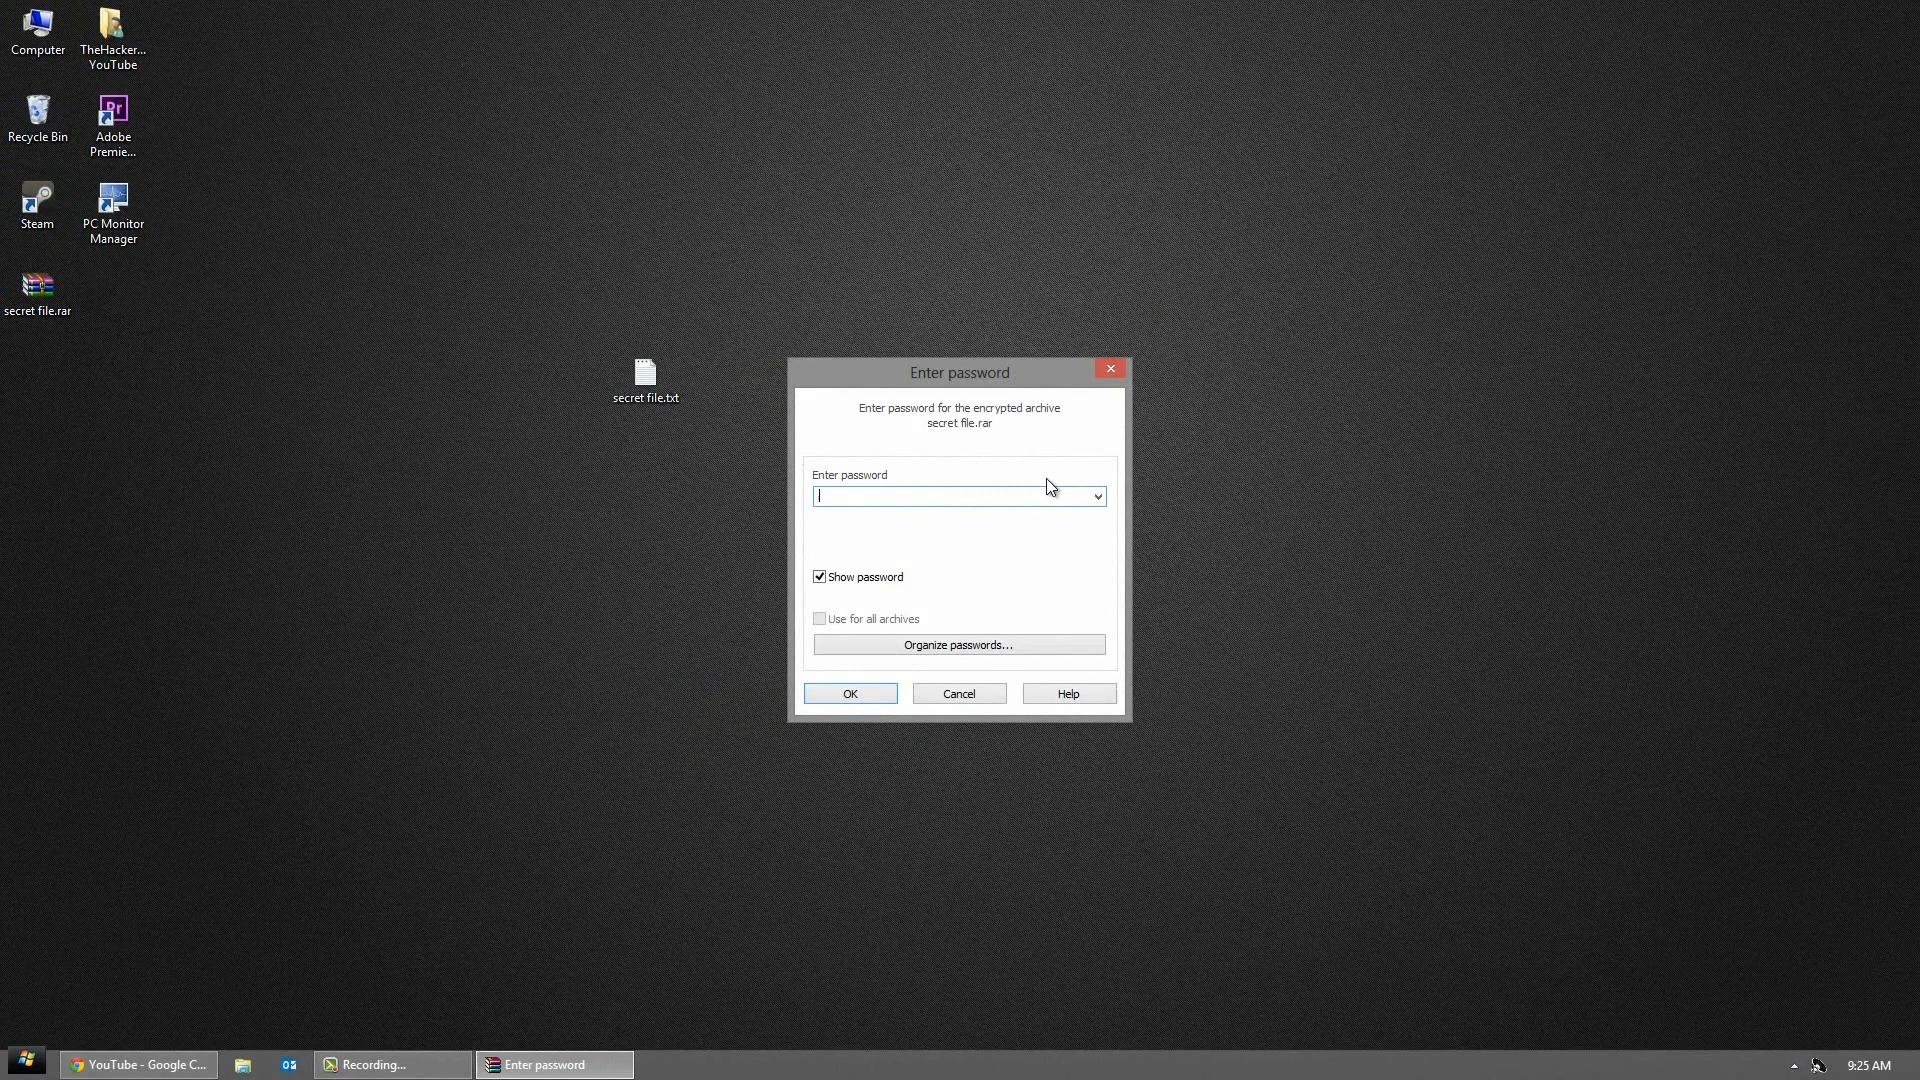 Computer
TheHacker...
YouTube
Recycle Bin
Pr
Adobe
Premie...
Steam
PC Monitor
Manager
secret file.rar
secret file.txt
Enter password
Enter password for the encrypted archive
secret file.rar
Enter password
Show password
Use for all archives
Organize passwords...
OK
Cancel
Help
YouTube - Google C...
Recording...
Enter password
9:25 AM